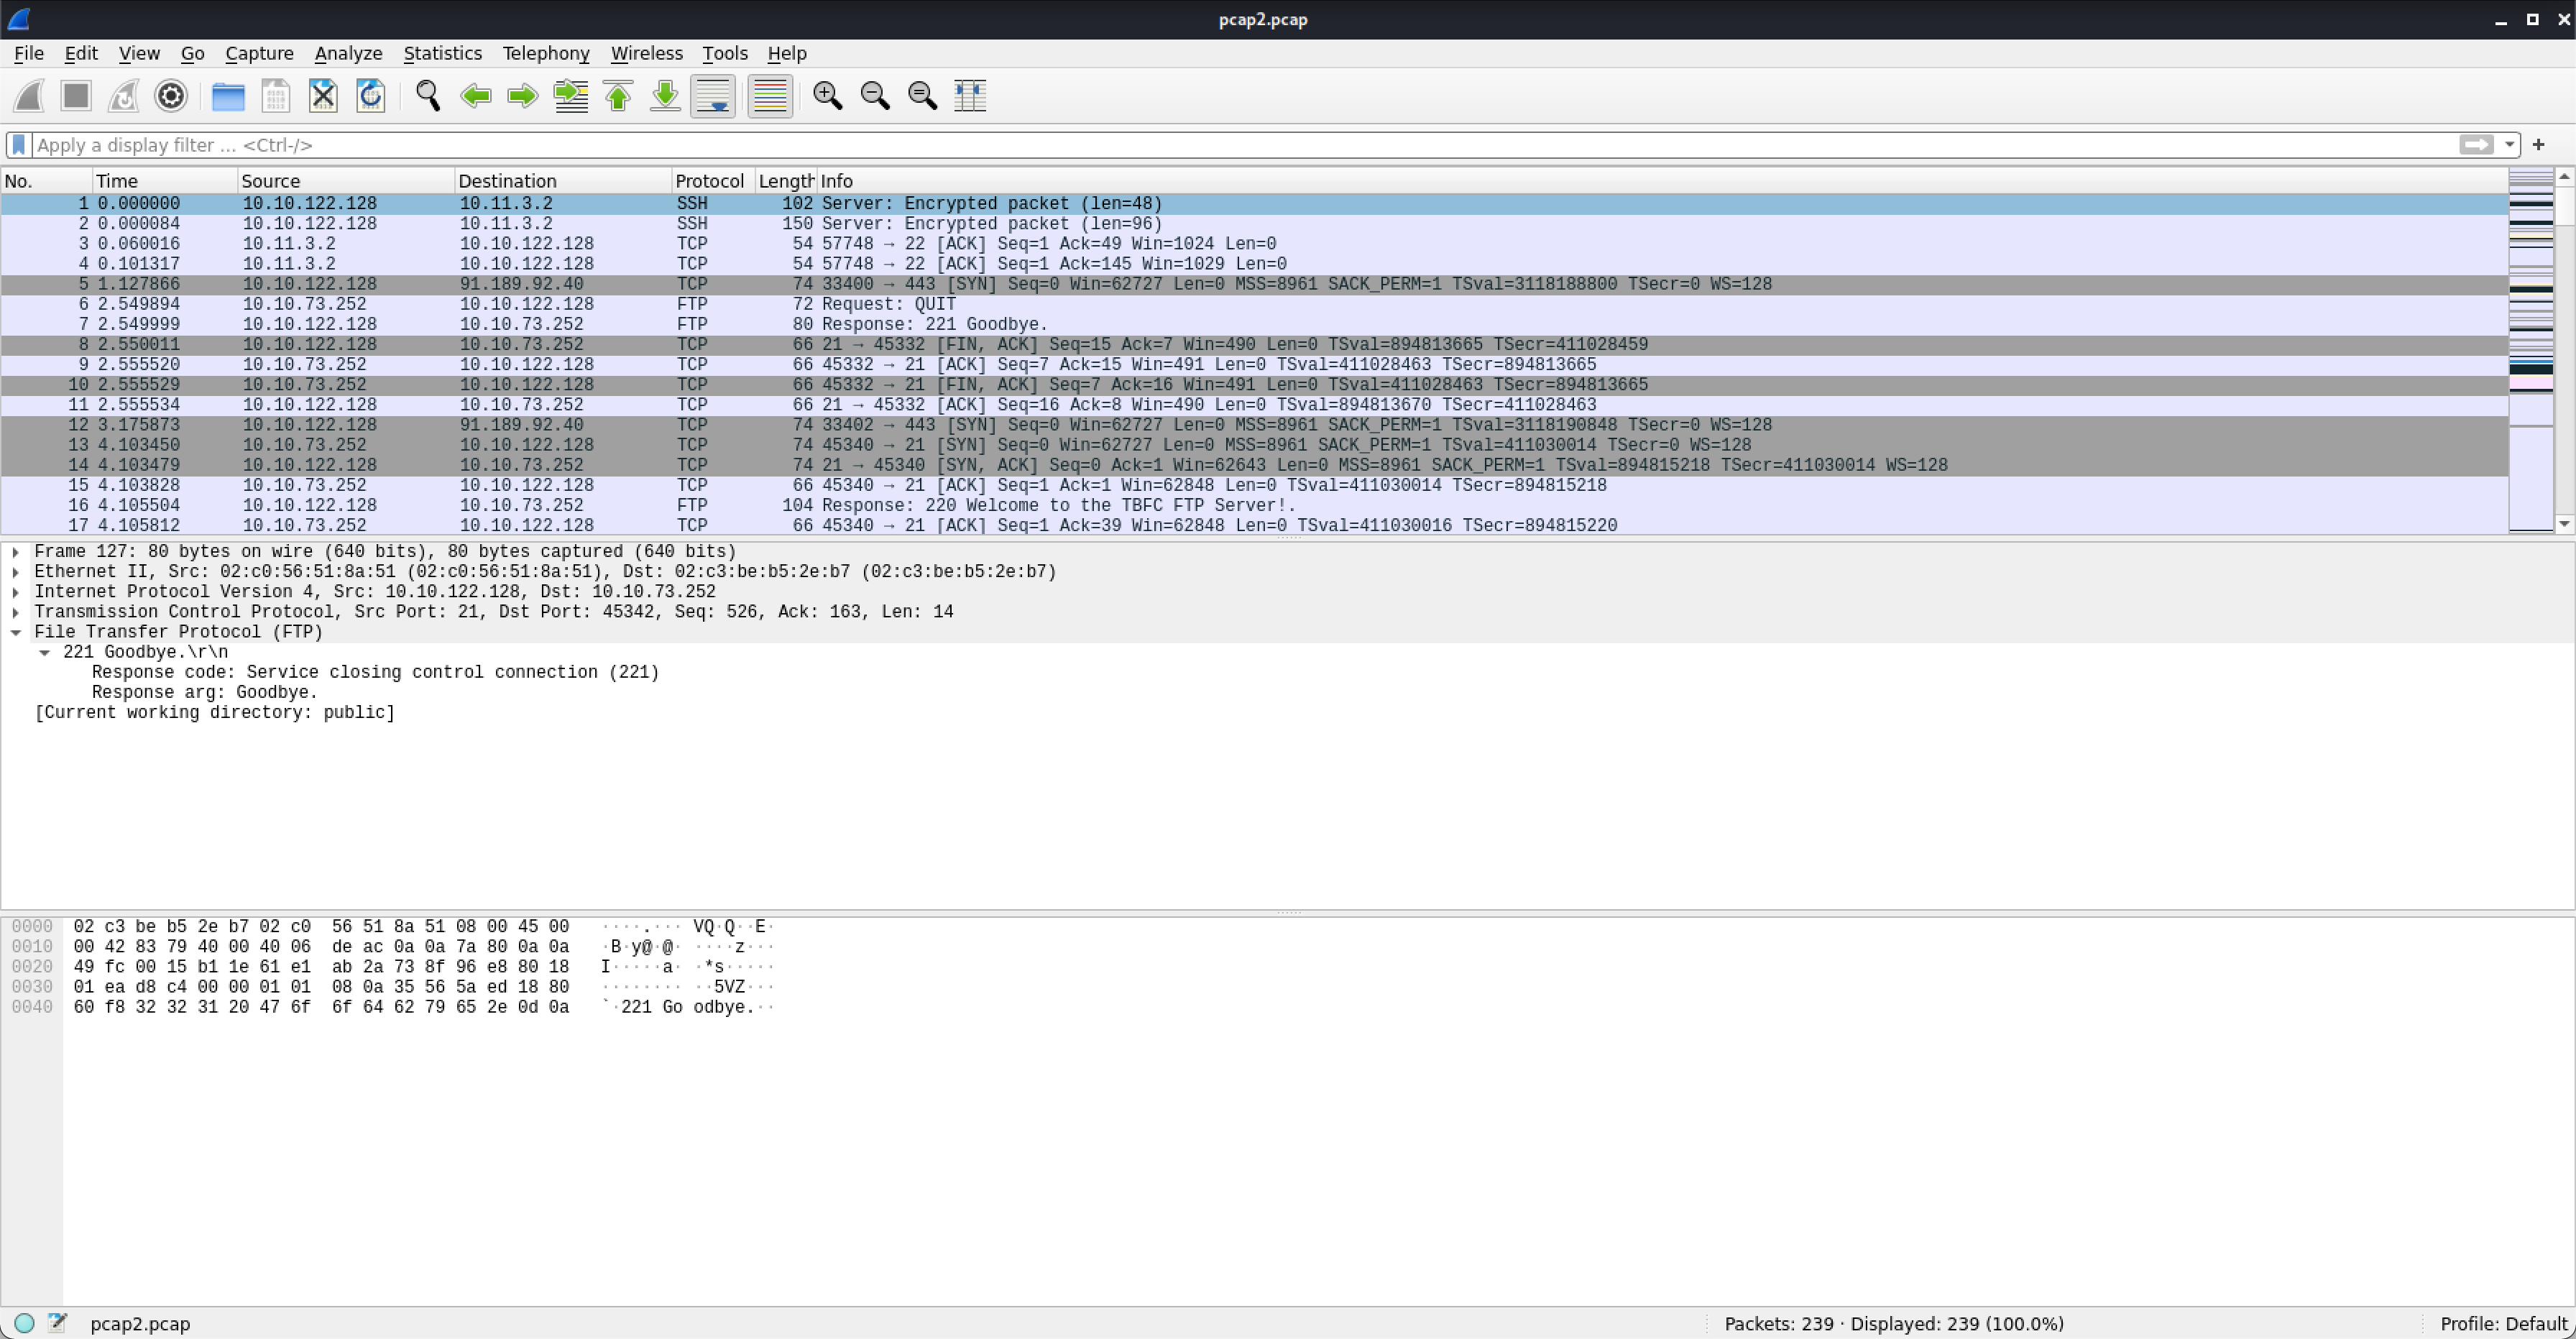 pcap2.pcap
File Edit View Go Capture Analyze Statistics Telephony Wireless Tools Help
Apply a display filter … <Ctrl-/>
No. Time Source Destination Protocol Length Info
1 0.000000 10.10.122.128 10.11.3.2 SSH 102 Server: Encrypted packet (len=48)
2 0.000084 10.10.122.128 10.11.3.2 SSH 150 Server: Encrypted packet (len=96)
3 0.060016 10.11.3.2 10.10.122.128 TCP 54 57748 → 22 [ACK] Seq=1 Ack=49 Win=1024 Len=0
4 0.101317 10.11.3.2 10.10.122.128 TCP 54 57748 → 22 [ACK] Seq=1 Ack=145 Win=1029 Len=0
5 1.127866 10.10.122.128 91.189.92.40 TCP 74 33400 → 443 [SYN] Seq=0 Win=62727 Len=0 MSS=8961 SACK_PERM=1 TSval=3118188800 TSecr=0 WS=128
6 2.549894 10.10.73.252 10.10.122.128 FTP 72 Request: QUIT
7 2.549999 10.10.122.128 10.10.73.252 FTP 80 Response: 221 Goodbye.
8 2.550011 10.10.122.128 10.10.73.252 TCP 66 21 → 45332 [FIN, ACK] Seq=15 Ack=7 Win=490 Len=0 TSval=894813665 TSecr=411028459
9 2.555520 10.10.73.252 10.10.122.128 TCP 66 45332 → 21 [ACK] Seq=7 Ack=15 Win=491 Len=0 TSval=411028463 TSecr=894813665
10 2.555529 10.10.73.252 10.10.122.128 TCP 66 45332 → 21 [FIN, ACK] Seq=7 Ack=16 Win=491 Len=0 TSval=411028463 TSecr=894813665
11 2.555534 10.10.122.128 10.10.73.252 TCP 66 21 → 45332 [ACK] Seq=16 Ack=8 Win=490 Len=0 TSval=894813670 TSecr=411028463
12 3.175873 10.10.122.128 91.189.92.40 TCP 74 33402 → 443 [SYN] Seq=0 Win=62727 Len=0 MSS=8961 SACK_PERM=1 TSval=3118190848 TSecr=0 WS=128
13 4.103450 10.10.73.252 10.10.122.128 TCP 74 45340 → 21 [SYN] Seq=0 Win=62727 Len=0 MSS=8961 SACK_PERM=1 TSval=411030014 TSecr=0 WS=128
14 4.103479 10.10.122.128 10.10.73.252 TCP 74 21 → 45340 [SYN, ACK] Seq=0 Ack=1 Win=62643 Len=0 MSS=8961 SACK_PERM=1 TSval=894815218 TSecr=411030014 WS=128
15 4.103828 10.10.73.252 10.10.122.128 TCP 66 45340 → 21 [ACK] Seq=1 Ack=1 Win=62848 Len=0 TSval=411030014 TSecr=894815218
16 4.105504 10.10.122.128 10.10.73.252 FTP 104 Response: 220 Welcome to the TBFC FTP Server!.
17 4.105812 10.10.73.252 10.10.122.128 TCP 66 45340 → 21 [ACK] Seq=1 Ack=39 Win=62848 Len=0 TSval=411030016 TSecr=894815220
Frame 127: 80 bytes on wire (640 bits), 80 bytes captured (640 bits)
Ethernet II, Src: 02:c0:56:51:8a:51 (02:c0:56:51:8a:51), Dst: 02:c3:be:b5:2e:b7 (02:c3:be:b5:2e:b7)
Internet Protocol Version 4, Src: 10.10.122.128, Dst: 10.10.73.252
Transmission Control Protocol, Src Port: 21, Dst Port: 45342, Seq: 526, Ack: 163, Len: 14
File Transfer Protocol (FTP)
221 Goodbye.\r\n
Response code: Service closing control connection (221)
Response arg: Goodbye.
[Current working directory: public]
0000 02 c3 be b5 2e b7 02 c0 56 51 8a 51 08 00 45 00 ····.··· VQ·Q··E·
0010 00 42 83 79 40 00 40 06 de ac 0a 0a 7a 80 0a 0a ·B·y@·@· ····z···
0020 49 fc 00 15 b1 1e 61 e1 ab 2a 73 8f 96 e8 80 18 I·····a· ·*s·····
0030 01 ea d8 c4 00 00 01 01 08 0a 35 56 5a ed 18 80 ········ ··5VZ···
0040 60 f8 32 32 31 20 47 6f 6f 64 62 79 65 2e 0d 0a `·221 Go odbye.··
pcap2.pcap Packets: 239 · Displayed: 239 (100.0%) Profile: Default